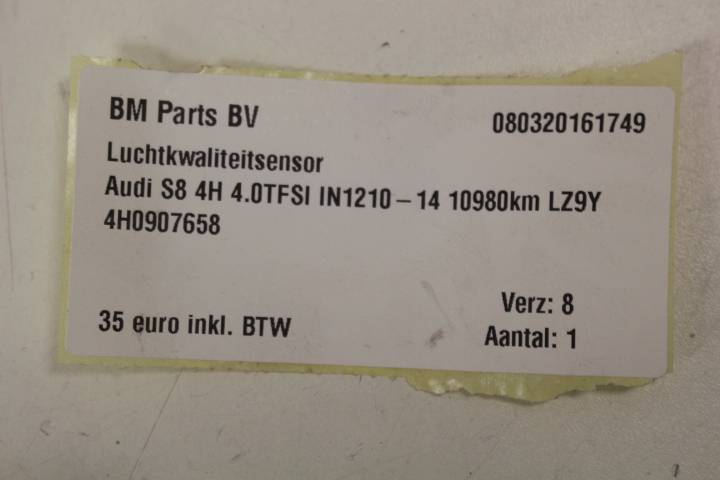 BM Parts BV
080320161749
Luchtkwaliteitsensor
Audi S8 4H 4.0TFSI IN1210-14 10980km LZ9Y
4H0907658
35 euro inkl. BTW
Verz: 8
Aantal: 1